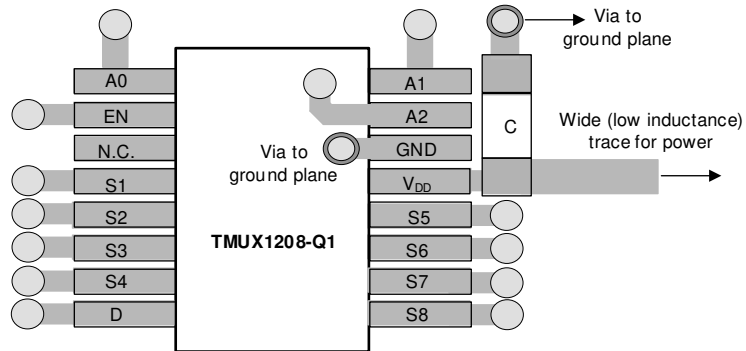 Via to
ground plane
A0
A1
EN
A2
C
Wide (low inductance)
trace for power
N.C.
Via to
ground plane
GND
S1
VDD
S2
S5
S3
TMUX1208-Q1
S6
S4
S7
D
S8